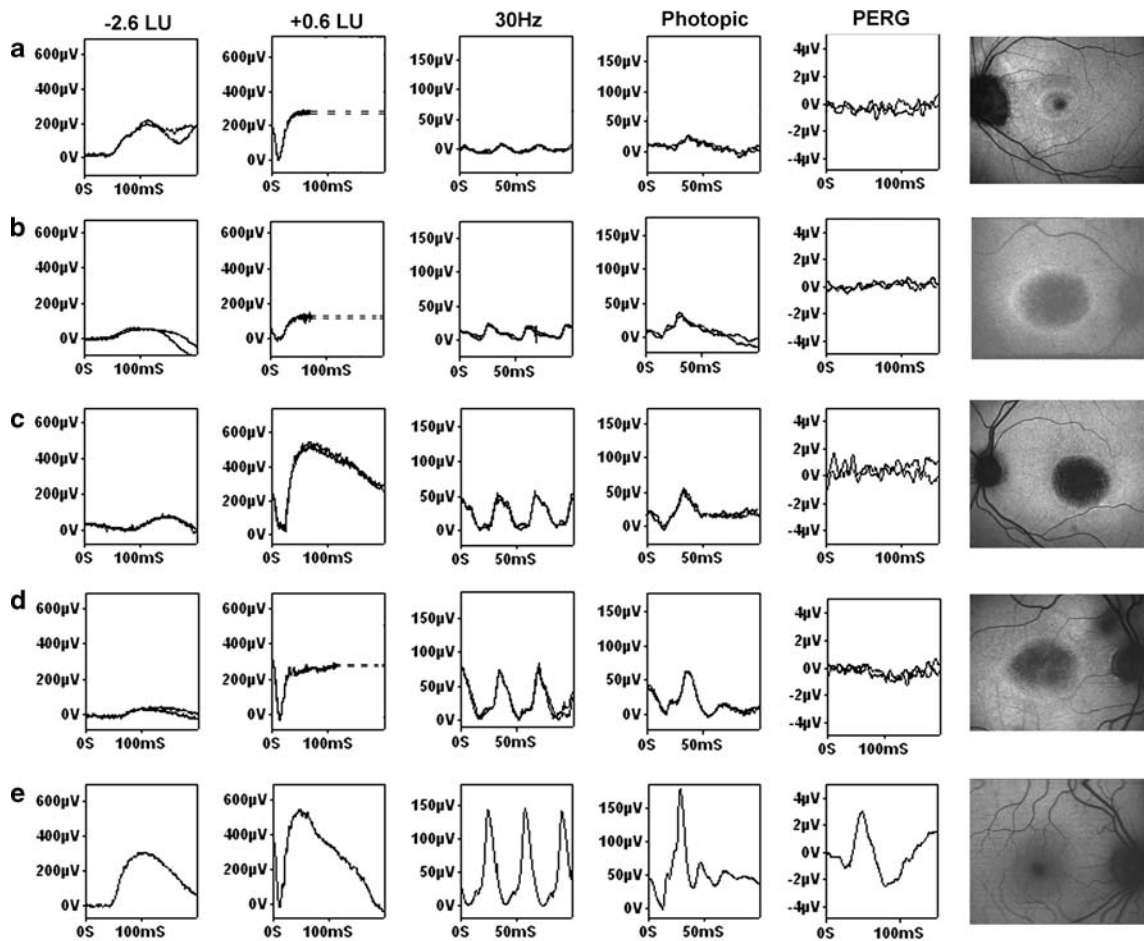 -2.6 LU +0.6 LU 30Hz Photopic PERG
a
600µV 600µV 150µV 150µV 4µV
400µV 400µV 100µV 100µV 2µV
200µV 200µV 50µV 50µV 0V
0V 0V 0V 0V -2µV
-4µV
0S 100mS 0S 100mS 0S 50mS 0S 50mS 0S 100mS
b
600µV 600µV 150µV 150µV 4µV
400µV 400µV 100µV 100µV 2µV
200µV 200µV 50µV 50µV 0V
0V 0V 0V 0V -2µV
-4µV
0S 100mS 0S 100mS 0S 50mS 0S 50mS 0S 100mS
c
600µV 600µV 150µV 150µV 4µV
400µV 400µV 100µV 100µV 2µV
200µV 200µV 50µV 50µV 0V
0V 0V 0V 0V -2µV
-4µV
0S 100mS 0S 100mS 0S 50mS 0S 50mS 0S 100mS
d
600µV 600µV 150µV 150µV 4µV
400µV 400µV 100µV 100µV 2µV
200µV 200µV 50µV 50µV 0V
0V 0V 0V 0V -2µV
-4µV
0S 100mS 0S 100mS 0S 50mS 0S 50mS 0S 100mS
e
600µV 600µV 150µV 150µV 4µV
400µV 400µV 100µV 100µV 2µV
200µV 200µV 50µV 50µV 0V
0V 0V 0V 0V -2µV
-4µV
0S 100mS 0S 100mS 0S 50mS 0S 50mS 0S 100mS